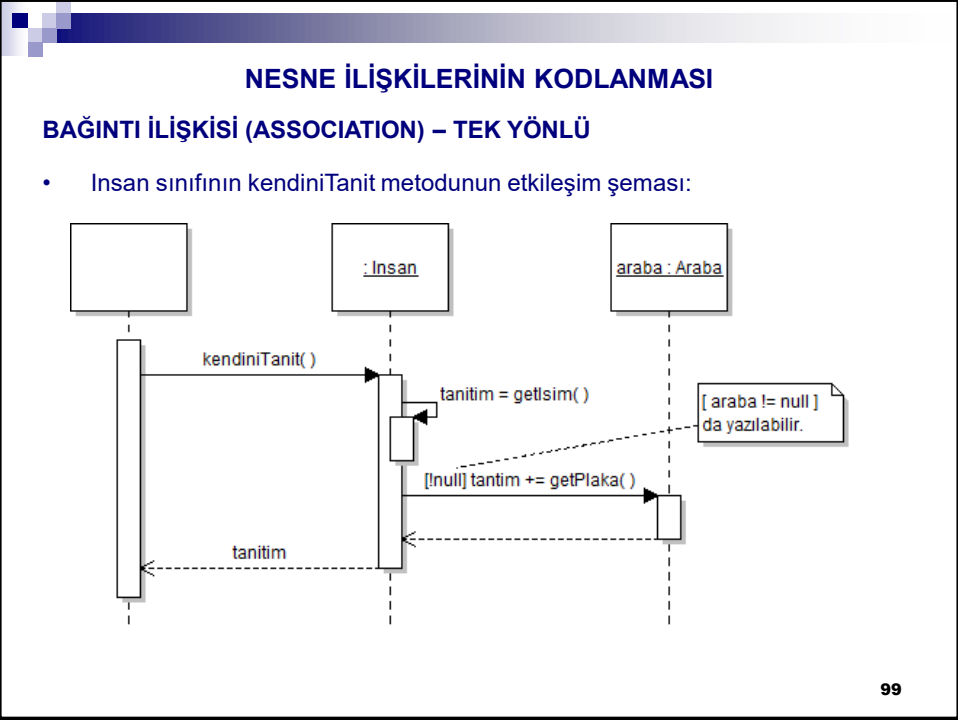 NESNE İLİŞKİLERİNİN KODLANMASI
BAĞINTI İLİŞKİSİ (ASSOCIATION) – TEK YÖNLÜ
• Insan sınıfının kendiniTanit metodunun etkileşim şeması:
: Insan
araba : Araba
kendiniTanit( )
tanitim = getIsim( )
[ araba != null ]
da yazılabilir.
[!null] tantim += getPlaka( )
tanitim
99